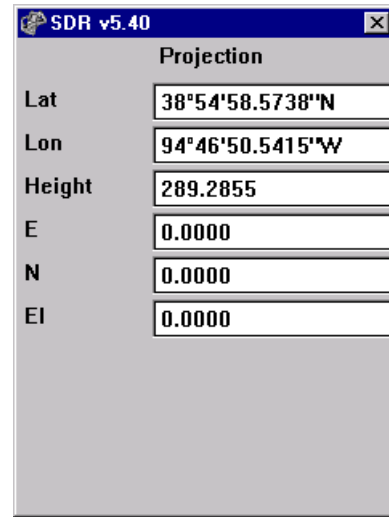 SDR v5.40
Projection
Lat 38°54'58.5738"N
Lon 94°46'50.5415"W
Height 289.2855
E 0.0000
N 0.0000
El 0.0000